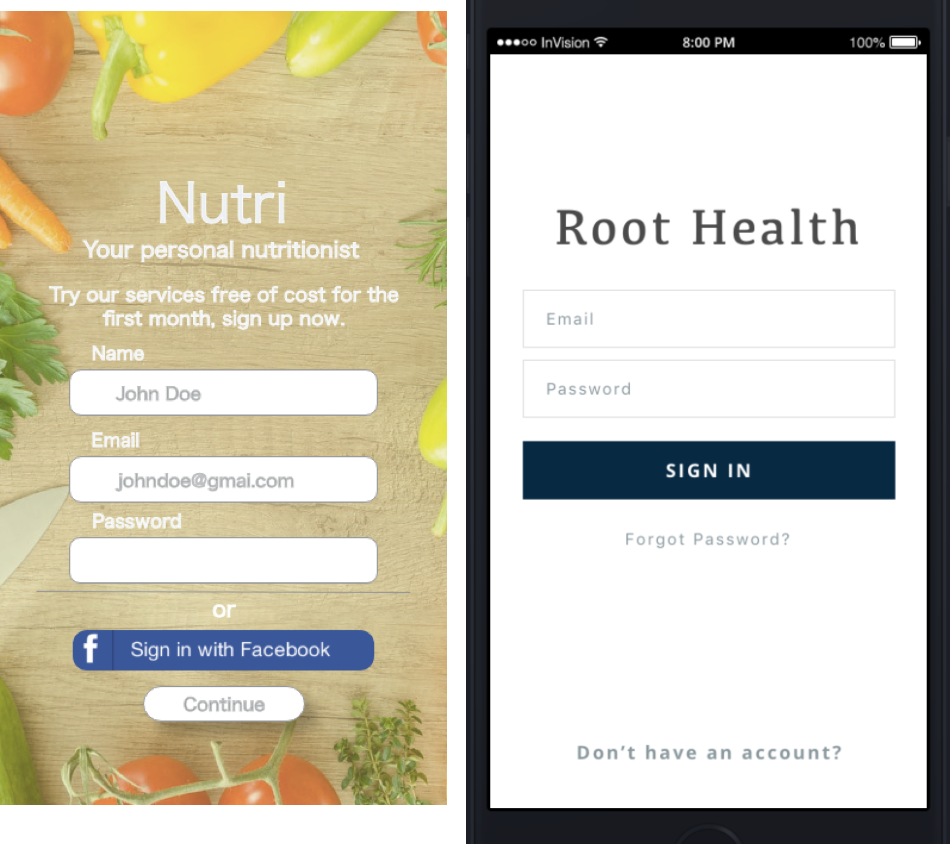 Nutri
Your personal nutritionist
Try our services free of cost for the
first month, sign up now.
Name
John Doe
Email
johndoe@gmai.com
Password
or
f Sign in with Facebook
Continue
InVision 8:00 PM 100%
Root Health
Email
Password
SIGN IN
Forgot Password?
Don’t have an account?